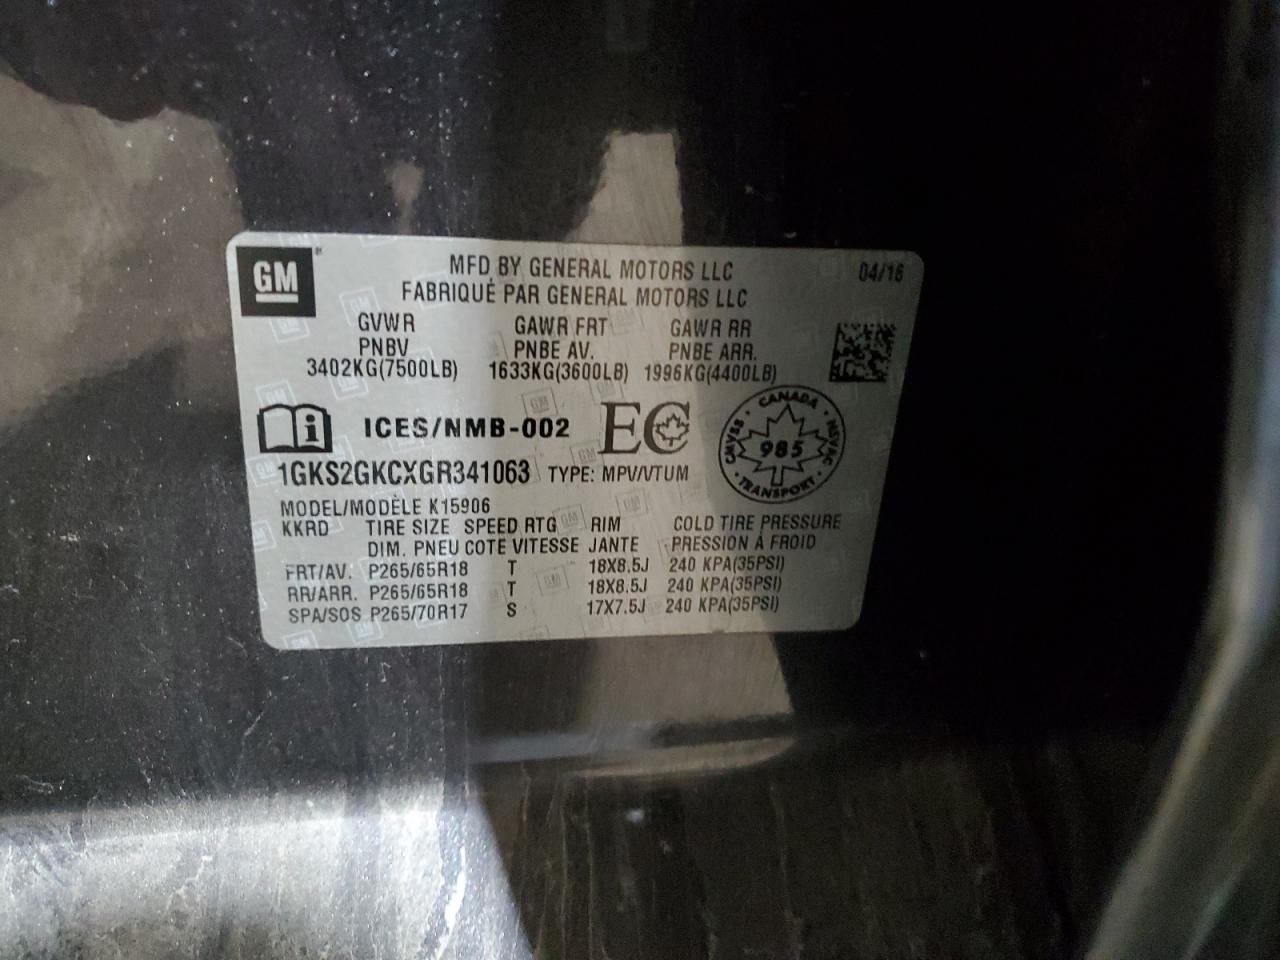 GM
MFD BY GENERAL MOTORS LLC 04/16
FABRIQUÉ PAR GENERAL MOTORS LLC
GVWR GAWR FRT GAWR RR
PNBV PNBE AV. PNBE ARR.
3402KG(7500LB) 1633KG(3600LB) 1996KG(4400LB)
ICES/NMB-002 EC
CANADA
CMVSS 985 NSVAC
TRANSPORT
1GKS2GKCXGR341063 TYPE: MPV/VTUM
MODEL/MODÈLE K15906
KKRD TIRE SIZE SPEED RTG RIM COLD TIRE PRESSURE
DIM. PNEU COTE VITESSE JANTE PRESSION À FROID
FRT/AV. P265/65R18 T 18X8.5J 240 KPA(35PSI)
RR/ARR. P265/65R18 T 18X8.5J 240 KPA(35PSI)
SPA/SOS P265/70R17 S 17X7.5J 240 KPA(35PSI)